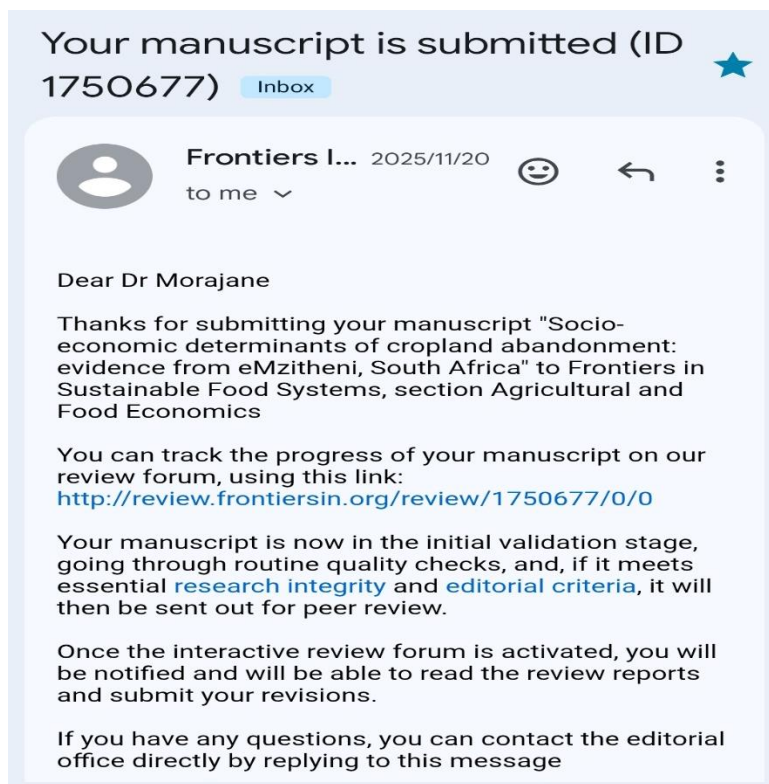 Your manuscript is submitted (ID
1750677) Inbox
Frontiers I... 2025/11/20
to me
Dear Dr Morajane
Thanks for submitting your manuscript "Socio-
economic determinants of cropland abandonment:
evidence from eMzitheni, South Africa" to Frontiers in
Sustainable Food Systems, section Agricultural and
Food Economics
You can track the progress of your manuscript on our
review forum, using this link:
http://review.frontiersin.org/review/1750677/0/0
Your manuscript is now in the initial validation stage,
going through routine quality checks, and, if it meets
essential research integrity and editorial criteria, it will
then be sent out for peer review.
Once the interactive review forum is activated, you will
be notified and will be able to read the review reports
and submit your revisions.
If you have any questions, you can contact the editorial
office directly by replying to this message